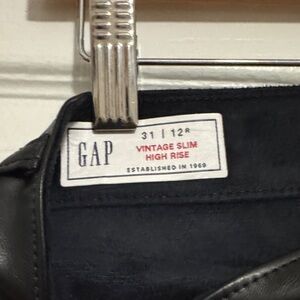 GAP
31 | 12ᴿ
VINTAGE SLIM
HIGH RISE
ESTABLISHED IN 1969